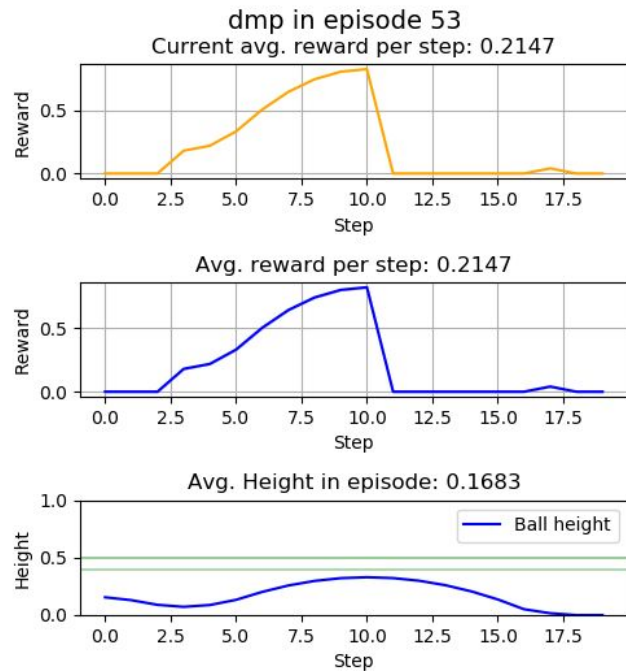 dmp in episode 53
Current avg. reward per step: 0.2147
0.5
0.0
Reward
0.0 2.5 5.0 7.5 10.0 12.5 15.0 17.5
Step
Avg. reward per step: 0.2147
0.5
0.0
Reward
0.0 2.5 5.0 7.5 10.0 12.5 15.0 17.5
Step
Avg. Height in episode: 0.1683
1.0
0.5
0.0
Height
Ball height
0.0 2.5 5.0 7.5 10.0 12.5 15.0 17.5
Step